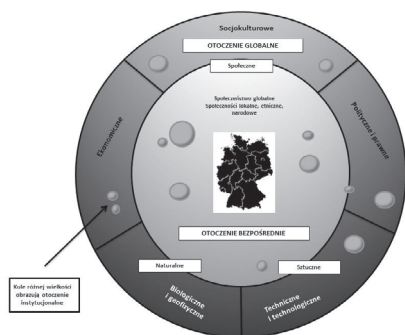 Socjokulturowe
OTOCZENIE GLOBALNE
Społeczne
Społeczeństwo globalne
Społeczności lokalne, etniczne,
narodowe
Ekonomiczne
Polityczne i prawne
OTOCZENIE BEZPOŚREDNIE
Naturalne
Sztuczne
Kule różnej wielkości
obrazują otoczenie
instytucjonalne
Biologiczne
i geofizyczne
Techniczne
i technologiczne